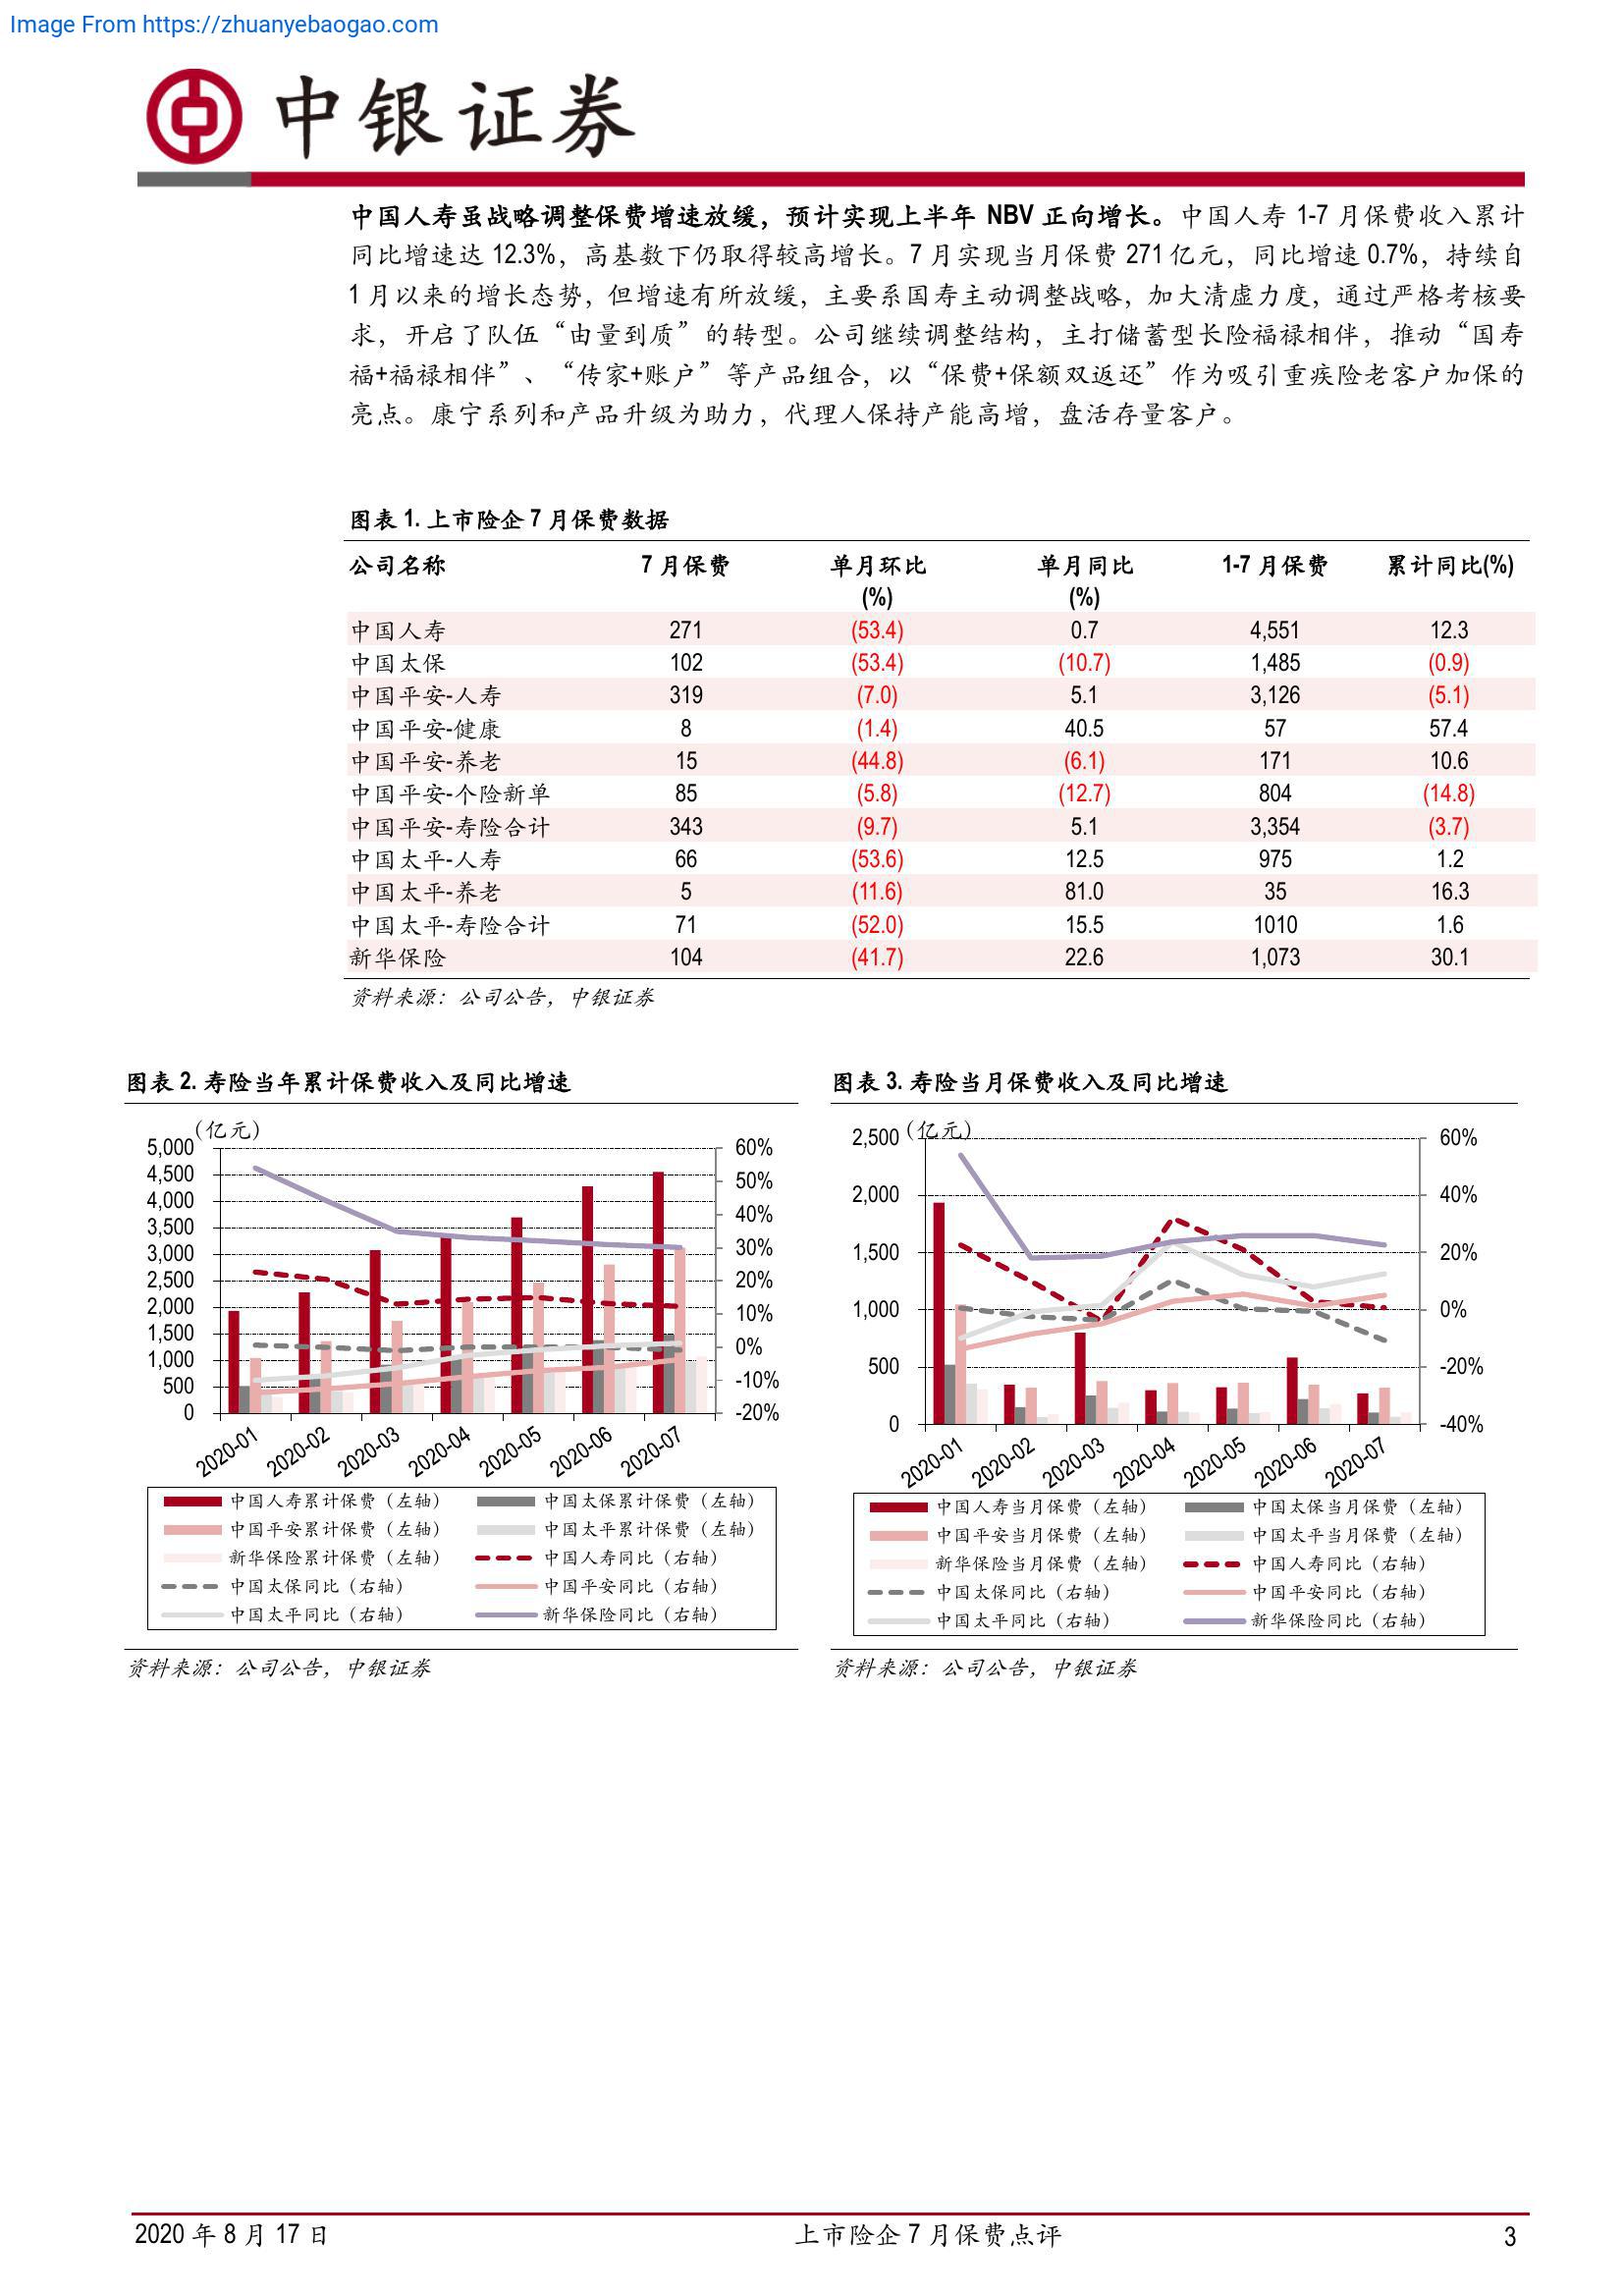 Image From https://zhuanyebaogao.com
中银证券
中国人寿虽战略调整保费增速放缓，预计实现上半年 NBV 正向增长。中国人寿 1-7 月保费收入累计
同比增速达 12.3%，高基数下仍取得较高增长。7 月实现当月保费 271 亿元，同比增速 0.7%，持续自
1 月以来的增长态势，但增速有所放缓，主要系国寿主动调整战略，加大清虚力度，通过严格考核要
求，开启了队伍“由量到质”的转型。公司继续调整结构，主打储蓄型长险福禄相伴，推动“国寿
福+福禄相伴”、“传家+账户”等产品组合，以“保费+保额双返还”作为吸引重疾险老客户加保的
亮点。康宁系列和产品升级为助力，代理人保持产能高增，盘活存量客户。
图表 1. 上市险企 7 月保费数据
公司名称 7 月保费 单月环比 单月同比 1-7 月保费 累计同比(%)
(%) (%)
中国人寿 271 (53.4) 0.7 4,551 12.3
中国太保 102 (53.4) (10.7) 1,485 (0.9)
中国平安-人寿 319 (7.0) 5.1 3,126 (5.1)
中国平安-健康 8 (1.4) 40.5 57 57.4
中国平安-养老 15 (44.8) (6.1) 171 10.6
中国平安-个险新单 85 (5.8) (12.7) 804 (14.8)
中国平安-寿险合计 343 (9.7) 5.1 3,354 (3.7)
中国太平-人寿 66 (53.6) 12.5 975 1.2
中国太平-养老 5 (11.6) 81.0 35 16.3
中国太平-寿险合计 71 (52.0) 15.5 1010 1.6
新华保险 104 (41.7) 22.6 1,073 30.1
资料来源：公司公告，中银证券
图表 2. 寿险当年累计保费收入及同比增速
（亿元）
5,000 60%
4,500 50%
4,000 40%
3,500 30%
3,000 20%
2,500 10%
2,000 0%
1,500 -10%
1,000 -20%
500
0
2020-01 2020-02 2020-03 2020-04 2020-05 2020-06 2020-07
中国人寿累计保费（左轴） 中国太保累计保费（左轴）
中国平安累计保费（左轴） 中国太平累计保费（左轴）
新华保险累计保费（左轴） 中国人寿同比（右轴）
中国太保同比（右轴） 中国平安同比（右轴）
中国太平同比（右轴） 新华保险同比（右轴）
资料来源：公司公告，中银证券
图表 3. 寿险当月保费收入及同比增速
（亿元）
2,500 60%
2,000 40%
1,500 20%
1,000 0%
500 -20%
0 -40%
2020-01 2020-02 2020-03 2020-04 2020-05 2020-06 2020-07
中国人寿当月保费（左轴） 中国太保当月保费（左轴）
中国平安当月保费（左轴） 中国太平当月保费（左轴）
新华保险当月保费（左轴） 中国人寿同比（右轴）
中国太保同比（右轴） 中国平安同比（右轴）
中国太平同比（右轴） 新华保险同比（右轴）
资料来源：公司公告，中银证券
2020 年 8 月 17 日 上市险企 7 月保费点评 3